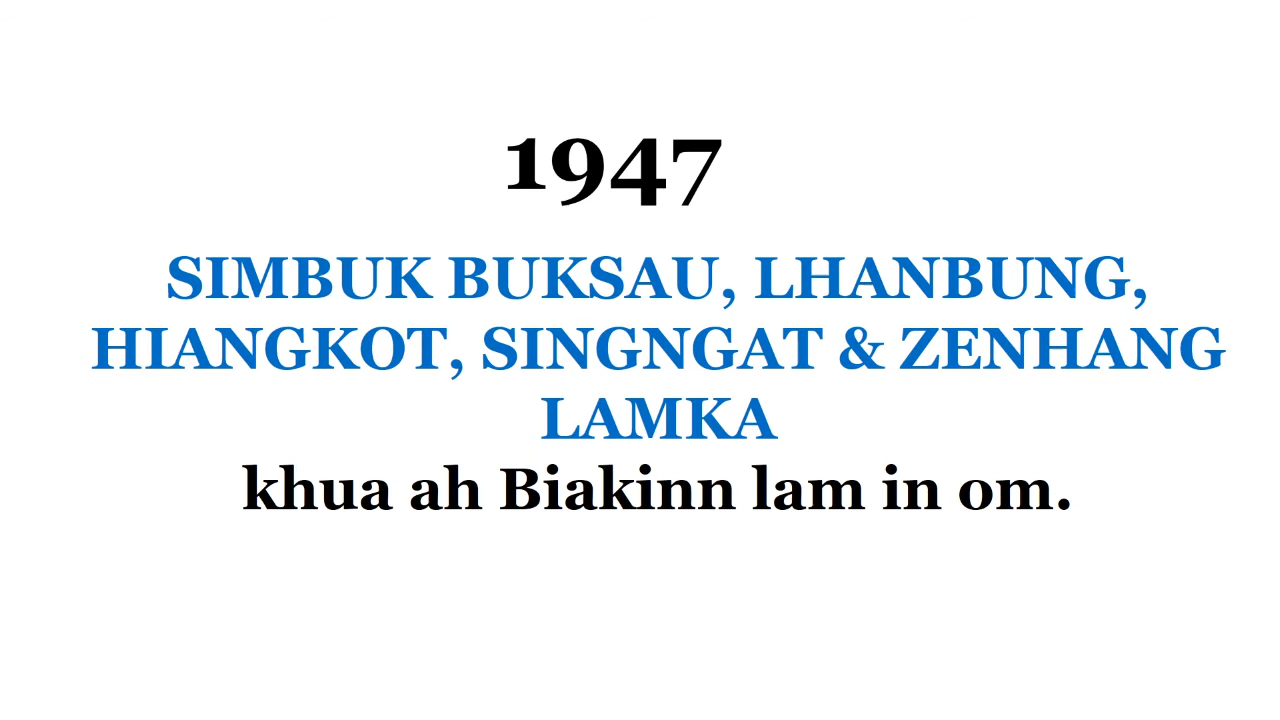 1947
SIMBUK BUKSAU, LHANBUNG,
HIANGKOT, SINGNGAT & ZENHANG
LAMKA
khua ah Biakinn lam in om.